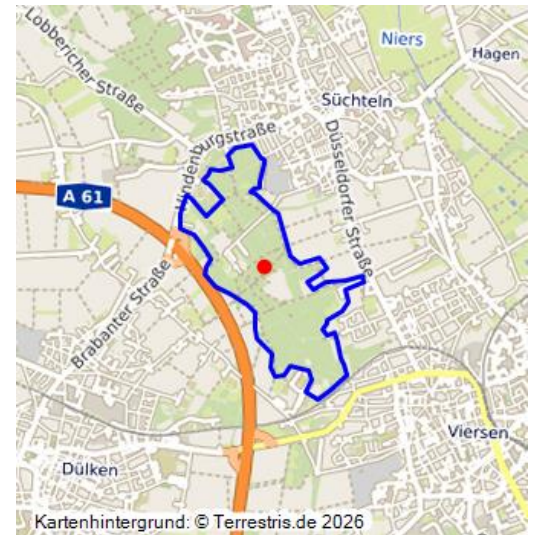 Niers
Lobbericher Straße
Hagen
Süchteln
Hindenburgstraße
Düsseldorfer Straße
A 61
Brabanter Straße
Viersen
Dülken
Kartenhintergrund: © Terrestris.de 2026